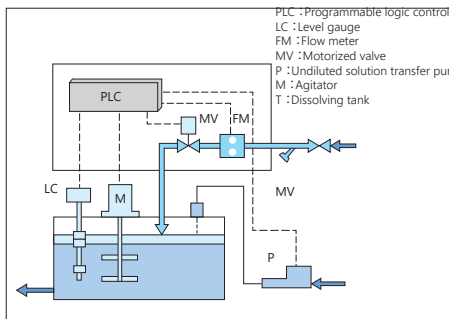 PLC : Programmable logic control
LC : Level gauge
FM : Flow meter
MV : Motorized valve
P : Undiluted solution transfer pu
M : Agitator
T : Dissolving tank
PLC
MV
FM
LC
M
MV
P